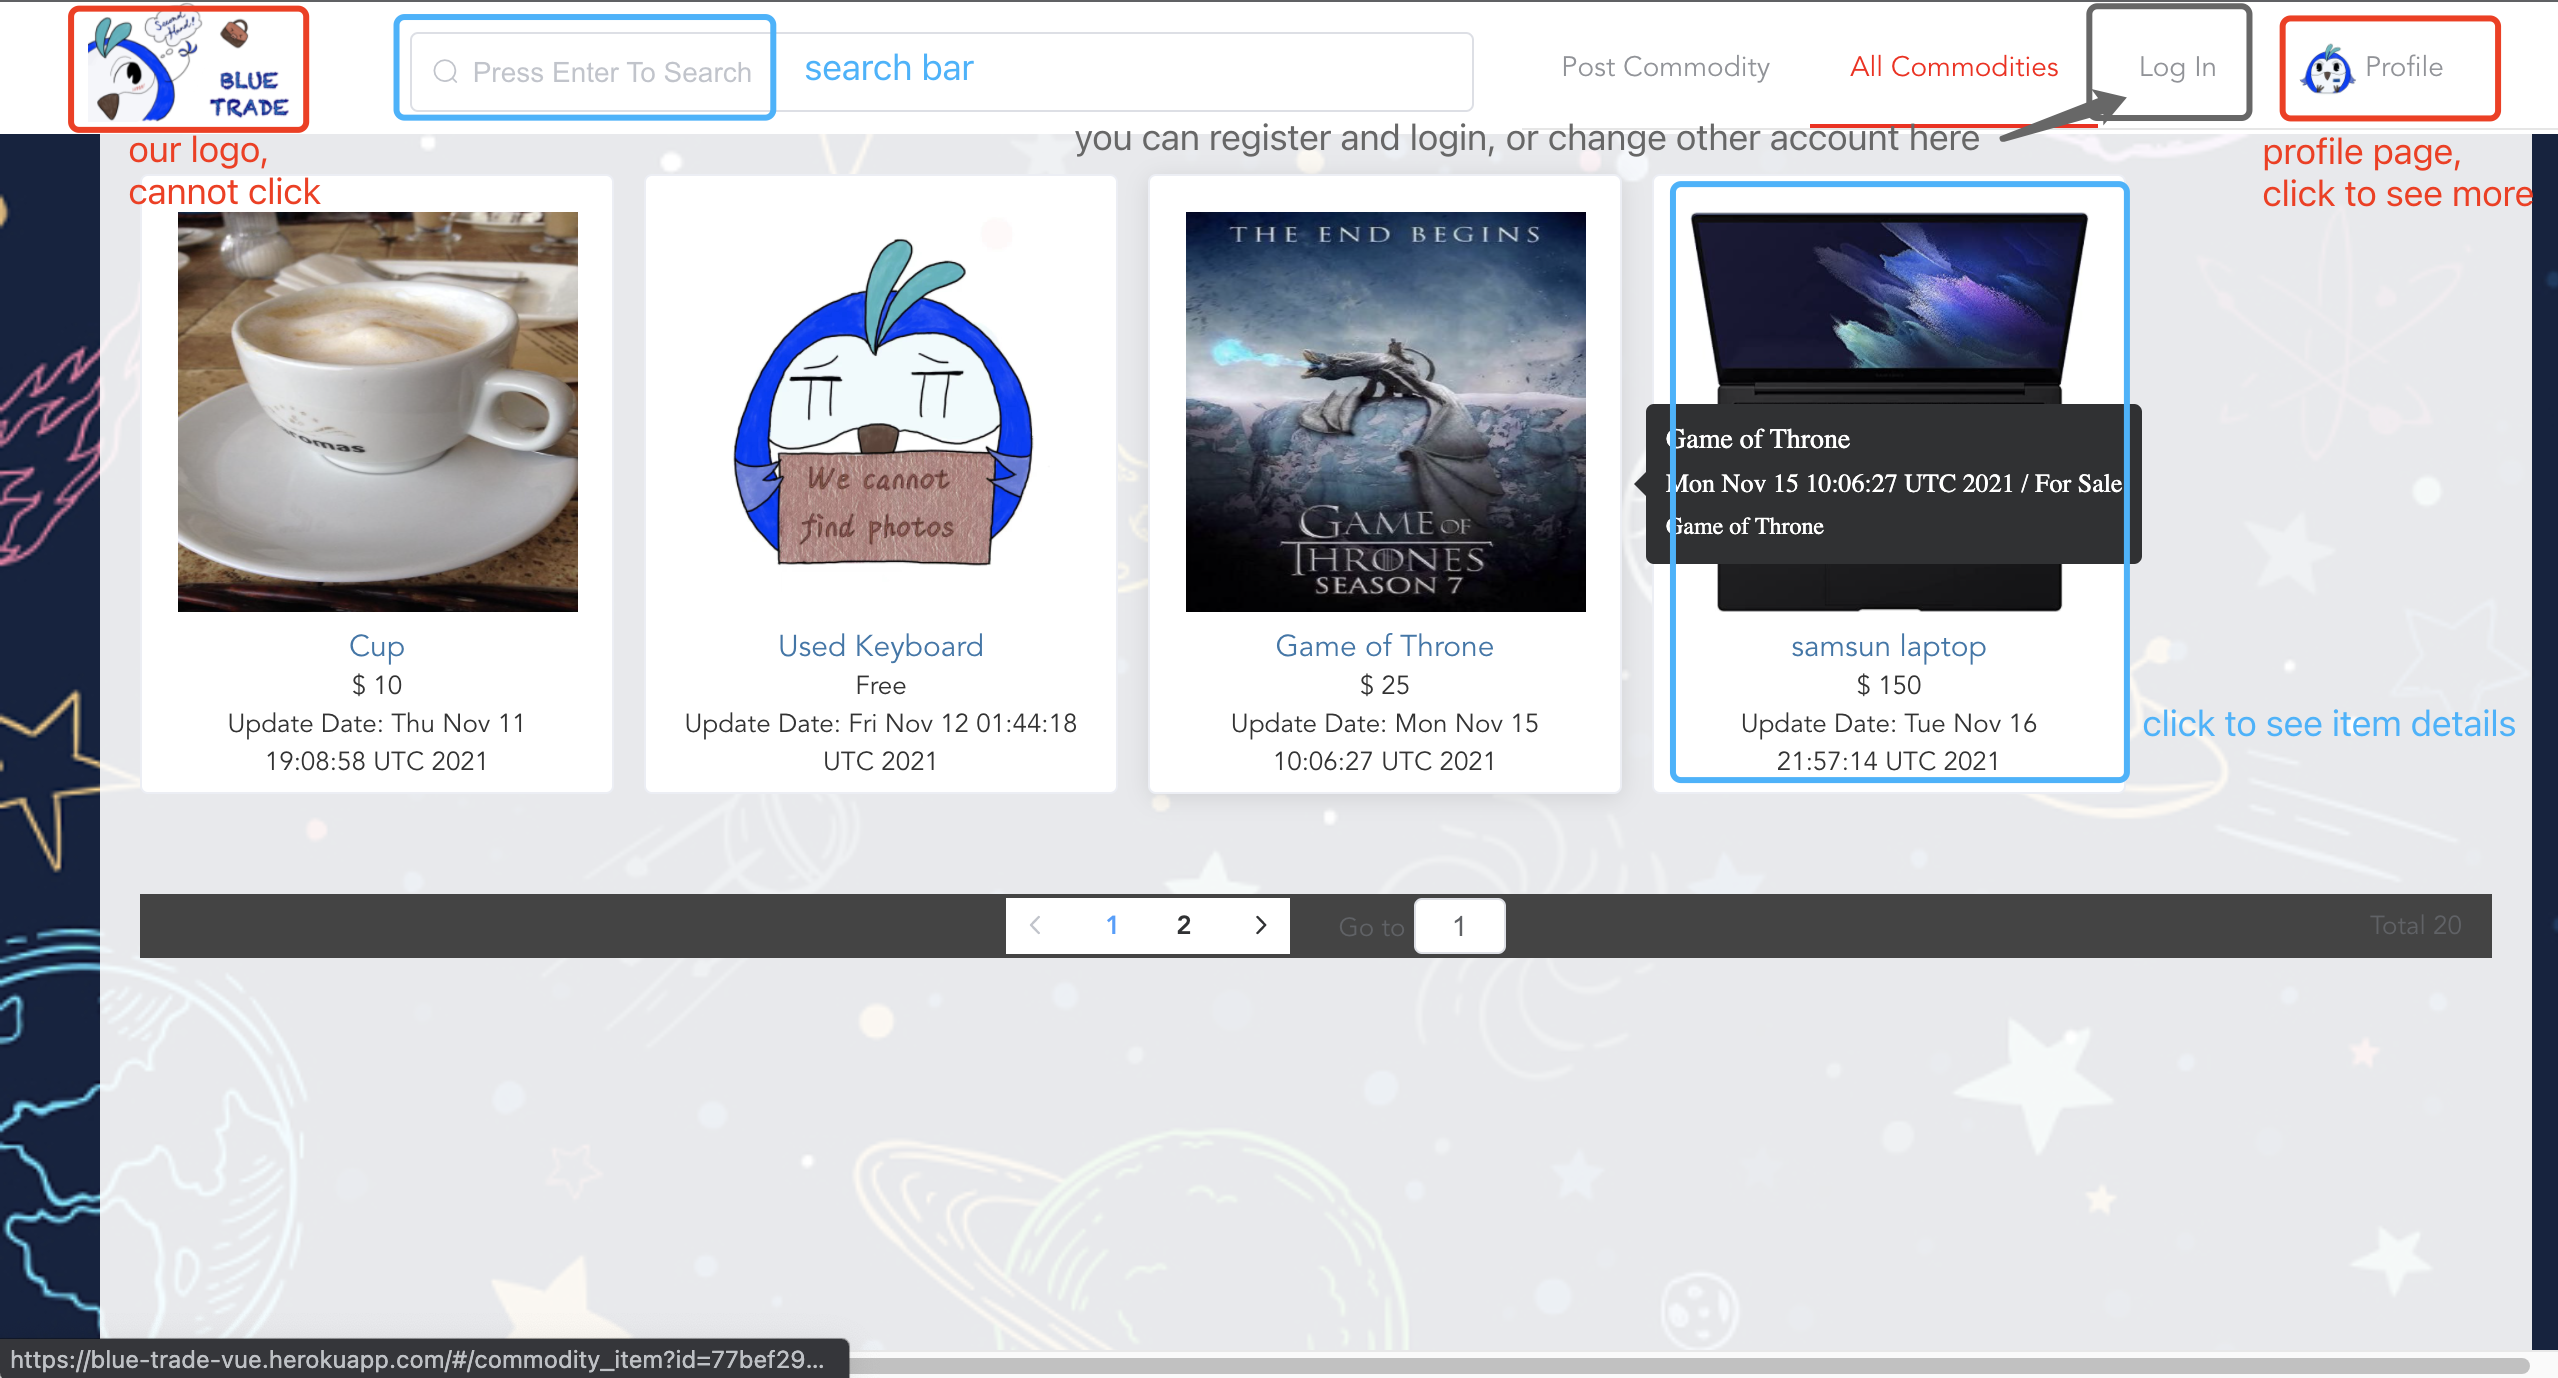 Second
Hand!
BLUE
TRADE
Press Enter To Search
search bar
Post Commodity
All Commodities
Log In
Profile
our logo,
cannot click
you can register and login, or change other account here
profile page,
click to see more
THE END BEGINS
GAME OF
THRONES
SEASON 7
aromas
We cannot
find photos
Game of Throne
Mon Nov 15 10:06:27 UTC 2021 / For Sale
Game of Throne
Cup
$ 10
Update Date: Thu Nov 11
19:08:58 UTC 2021
Used Keyboard
Free
Update Date: Fri Nov 12 01:44:18
UTC 2021
Game of Throne
$ 25
Update Date: Mon Nov 15
10:06:27 UTC 2021
samsun laptop
$ 150
Update Date: Tue Nov 16
21:57:14 UTC 2021
click to see item details
1
2
Go to
1
Total 20
https://blue-trade-vue.herokuapp.com/#/commodity_item?id=77bef29...